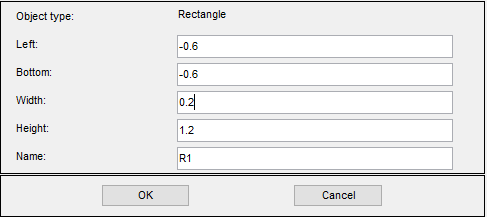 Object type: Rectangle
Left: -0.6
Bottom: -0.6
Width: 0.2
Height: 1.2
Name: R1
OK Cancel